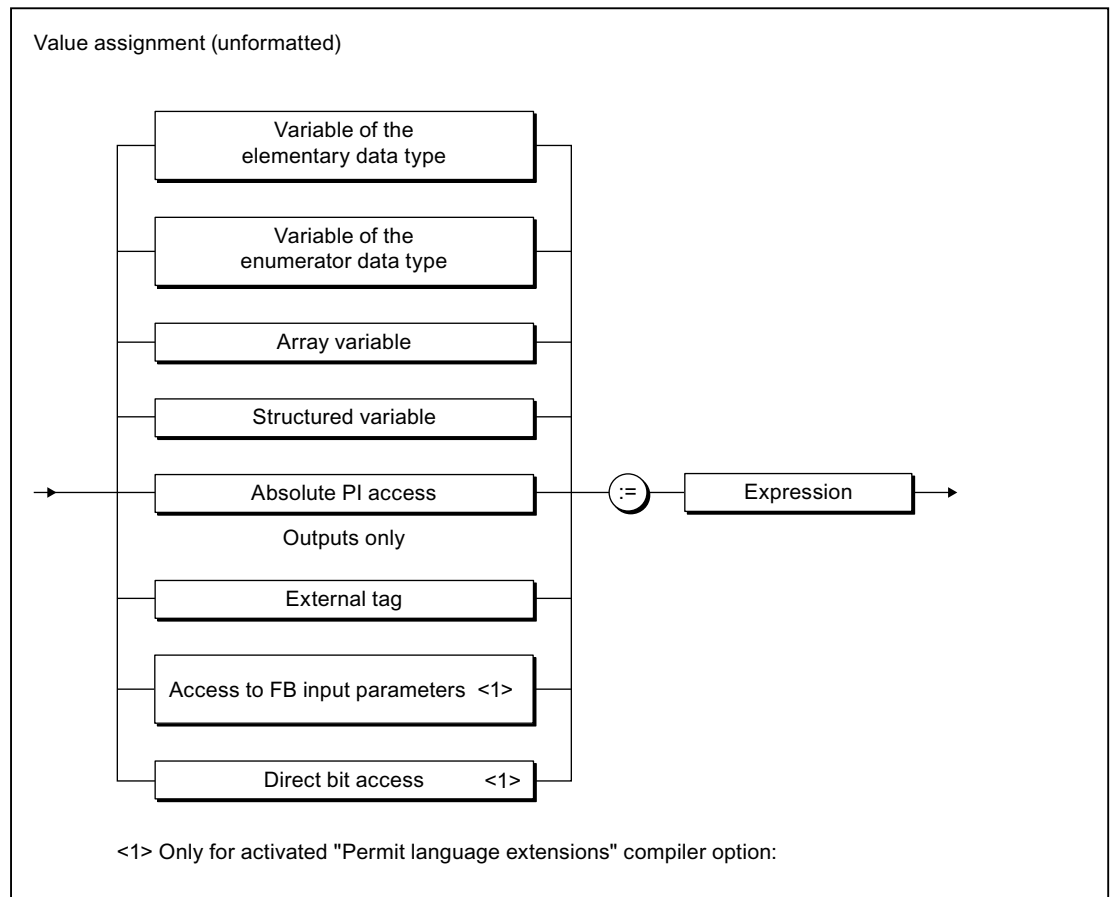 Value assignment (unformatted)
Variable of the
elementary data type
Variable of the
enumerator data type
Array variable
Structured variable
Absolute PI access
:=
Expression
Outputs only
External tag
Access to FB input parameters <1>
Direct bit access <1>
<1> Only for activated "Permit language extensions" compiler option: